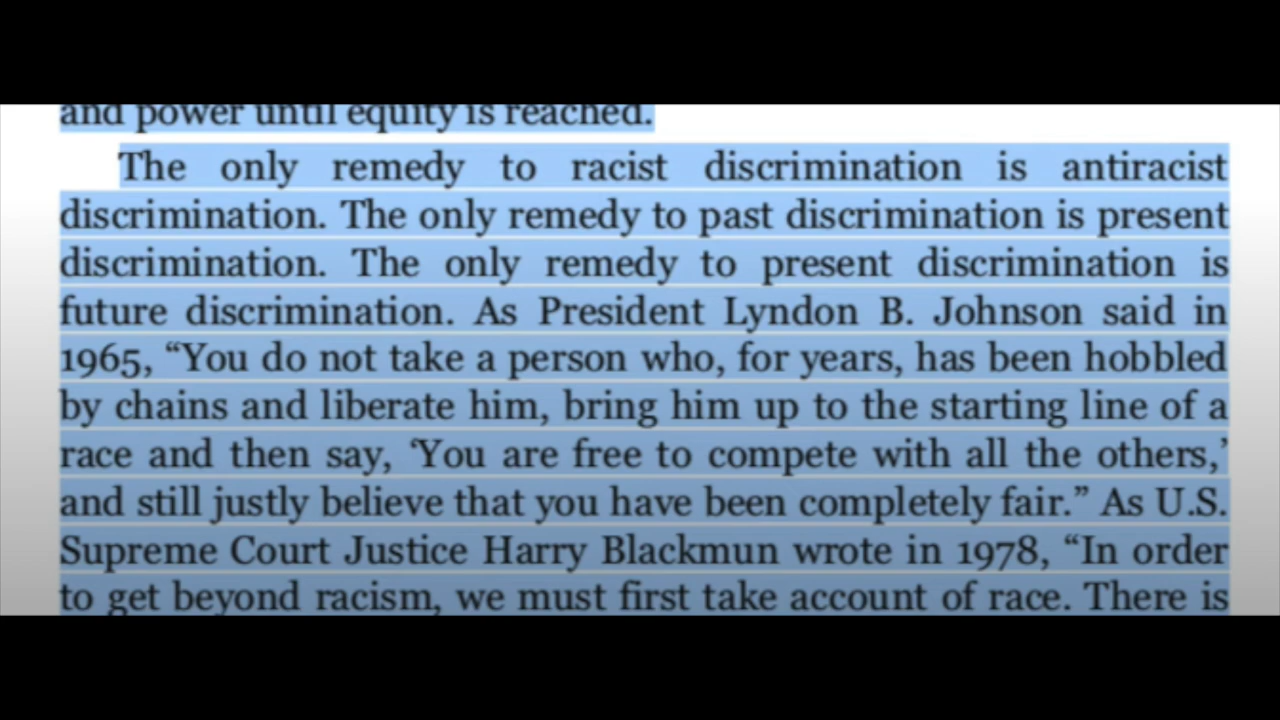 and power until equity is reached.
The only remedy to racist discrimination is antiracist
discrimination. The only remedy to past discrimination is present
discrimination. The only remedy to present discrimination is
future discrimination. As President Lyndon B. Johnson said in
1965, “You do not take a person who, for years, has been hobbled
by chains and liberate him, bring him up to the starting line of a
race and then say, ‘You are free to compete with all the others,’
and still justly believe that you have been completely fair.” As U.S.
Supreme Court Justice Harry Blackmun wrote in 1978, “In order
to get beyond racism, we must first take account of race. There is